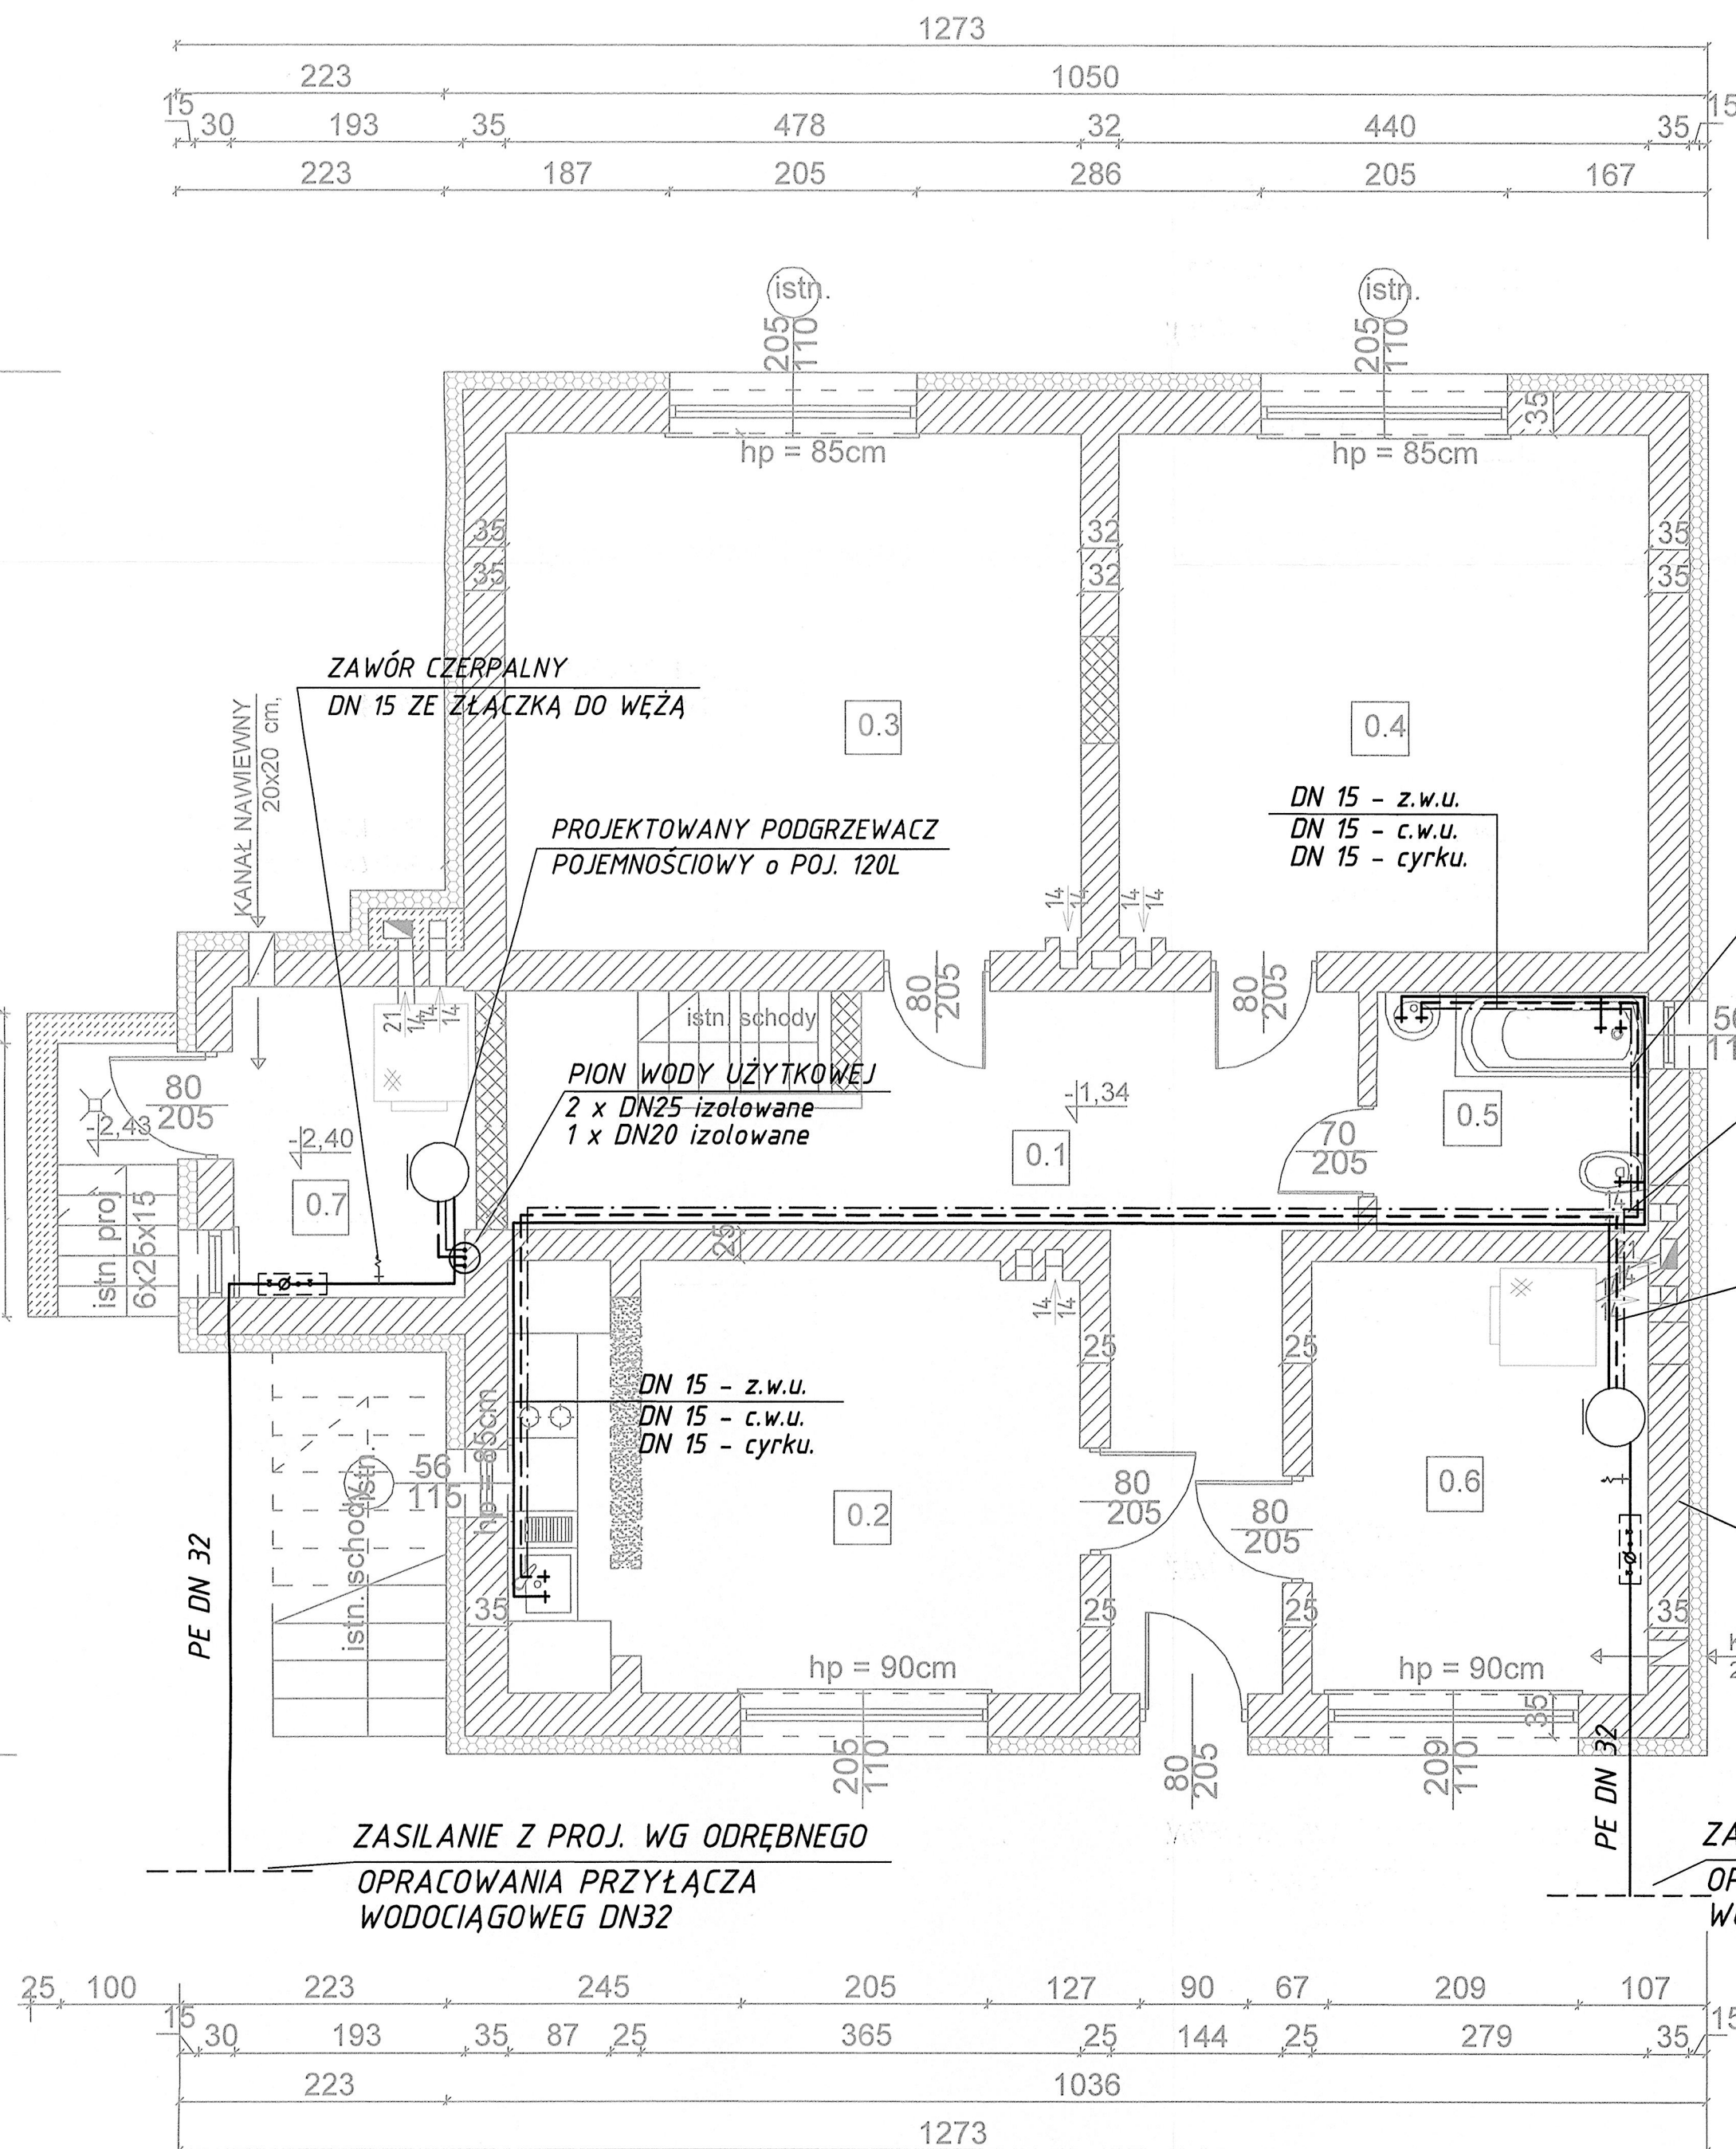 1273
223 1050
15 30 193 35 478 32 440 35 15
223 187 205 286 205 167
istn. istn.
205 110 205 110
hp = 85cm hp = 85cm
35
35 32 35
35 32 35
ZAWÓR CZERPALNY
DN 15 ZE ZŁĄCZKĄ DO WĘŻĄ
KANAŁ NAWIEWNY
20x20 cm,
0.3 0.4
DN 15 - z.w.u.
DN 15 - c.w.u.
DN 15 - cyrku.
PROJEKTOWANY PODGRZEWACZ
POJEMNOŚCIOWY o POJ. 120L
14 14 14 14
80 205 80 205
21 14 14 14
istn. schody
PION WODY UŻYTKOWEJ
2 x DN25 izolowane
1 x DN20 izolowane
80
205
-2,43
-2,40
-1,34
0.5
70
205
0.1
0.7
istn proj
6x25x15
25
14
14 14
25 25
DN 15 - z.w.u.
DN 15 - c.w.u.
DN 15 - cyrku.
hp = 85cm
56
115
istn.
istn. schody
80
205
80
205
0.6
0.2
PE DN 32
35 25 25 35
hp = 90cm hp = 90cm
35
205 110 80 205 209 110
PE DN 32
ZASILANIE Z PROJ. WG ODRĘBNEGO
OPRACOWANIA PRZYŁĄCZA
WODOCIĄGOWEG DN32
25 100 223 245 205 127 90 67 209 107
15 30 193 35 87 25 365 25 144 25 279 35 15
223 1036
1273